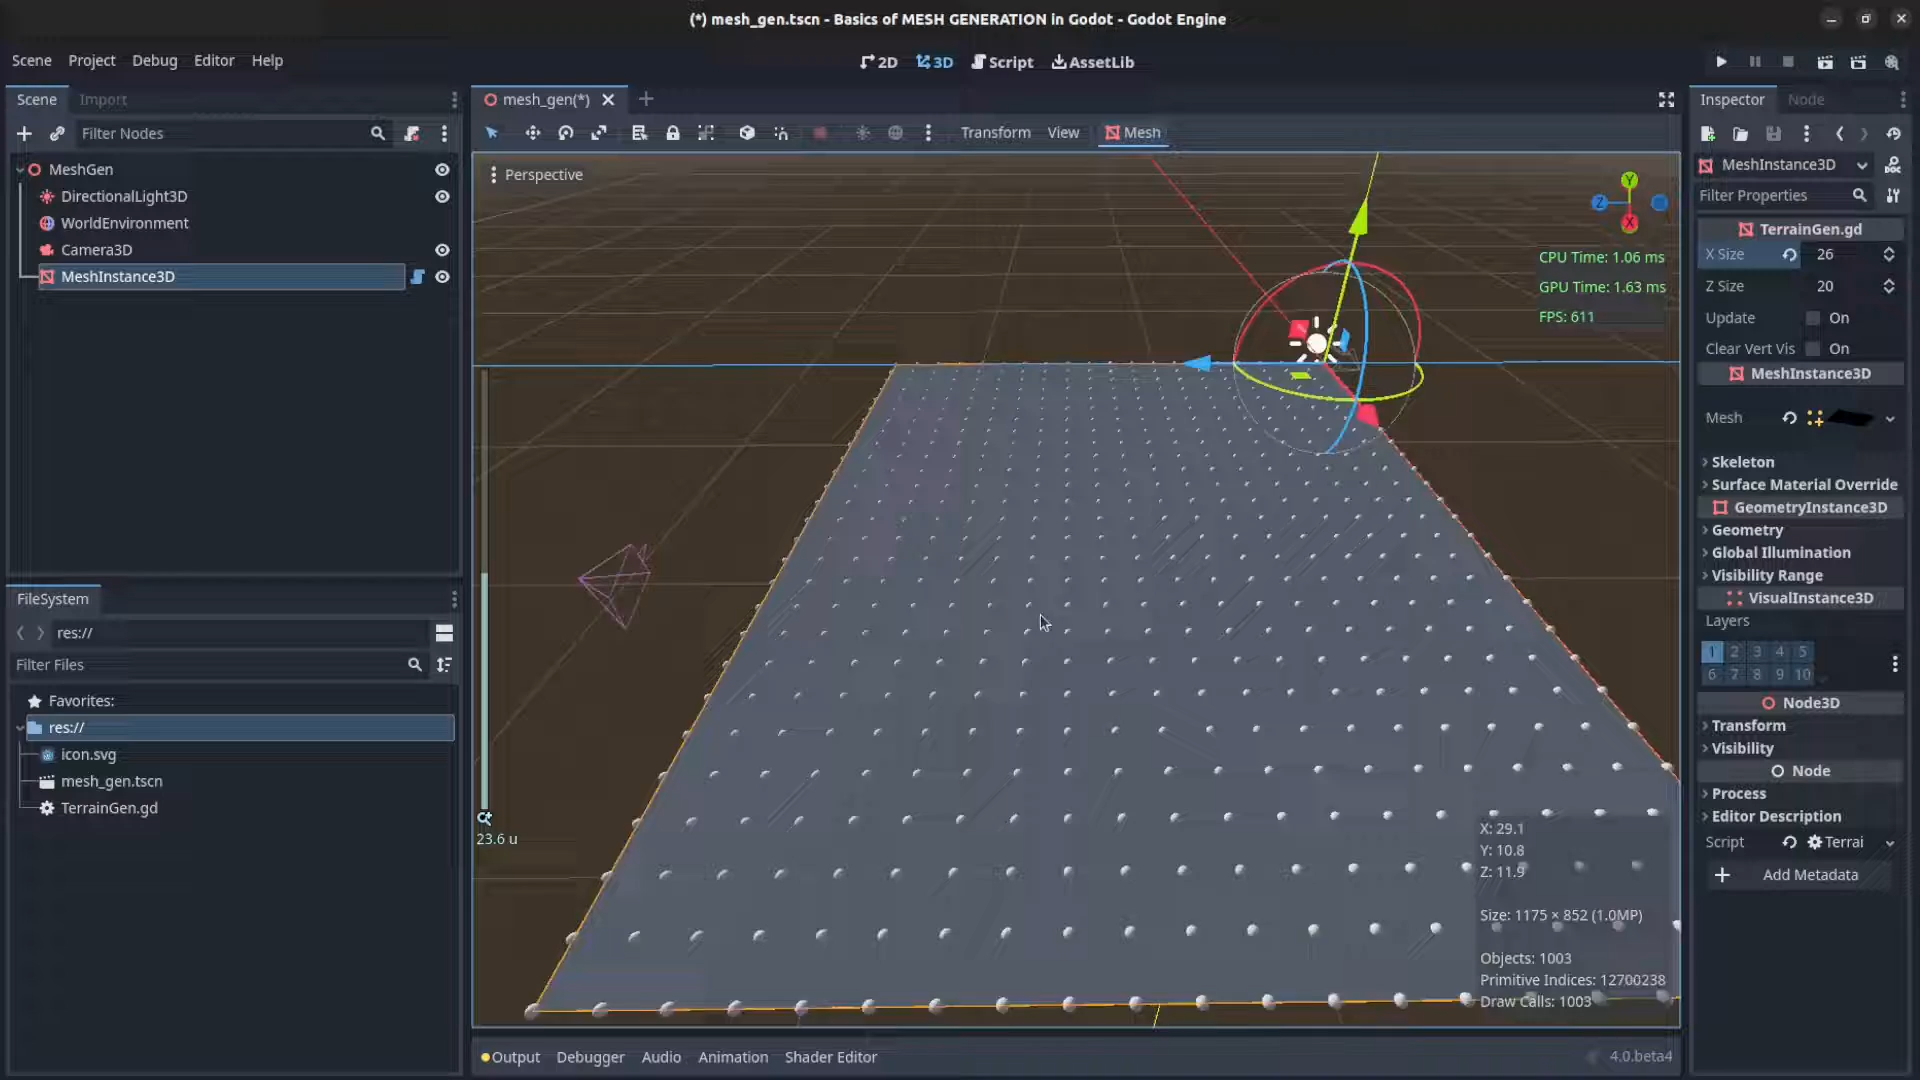 (*) mesh_gen.tscn - Basics of MESH GENERATION in Godot - Godot Engine
Scene Project Debug Editor Help
2D 3D Script AssetLib
Scene Import
Filter Nodes
MeshGen
DirectionalLight3D
WorldEnvironment
Camera3D
MeshInstance3D
FileSystem
res://
Filter Files
Favorites:
res://
icon.svg
mesh_gen.tscn
TerrainGen.gd
mesh_gen(*)
Transform View Mesh
Perspective
Y
Z
X
CPU Time: 1.06 ms
GPU Time: 1.63 ms
FPS: 611
23.6 u
X: 29.1
Y: 10.8
Z: 11.9
Size: 1175 × 852 (1.0MP)
Objects: 1003
Primitive Indices: 12700238
Draw Calls: 1003
Output Debugger Audio Animation Shader Editor
4.0.beta4
Inspector Node
MeshInstance3D
DOC
Filter Properties
TerrainGen.gd
X Size 26
Z Size 20
Update On
Clear Vert Vis On
MeshInstance3D
Mesh
Skeleton
Surface Material Override
GeometryInstance3D
Geometry
Global Illumination
Visibility Range
VisualInstance3D
Layers
1 2 3 4 5
6 7 8 9 10
Node3D
Transform
Visibility
Node
Process
Editor Description
Script Terrai
Add Metadata